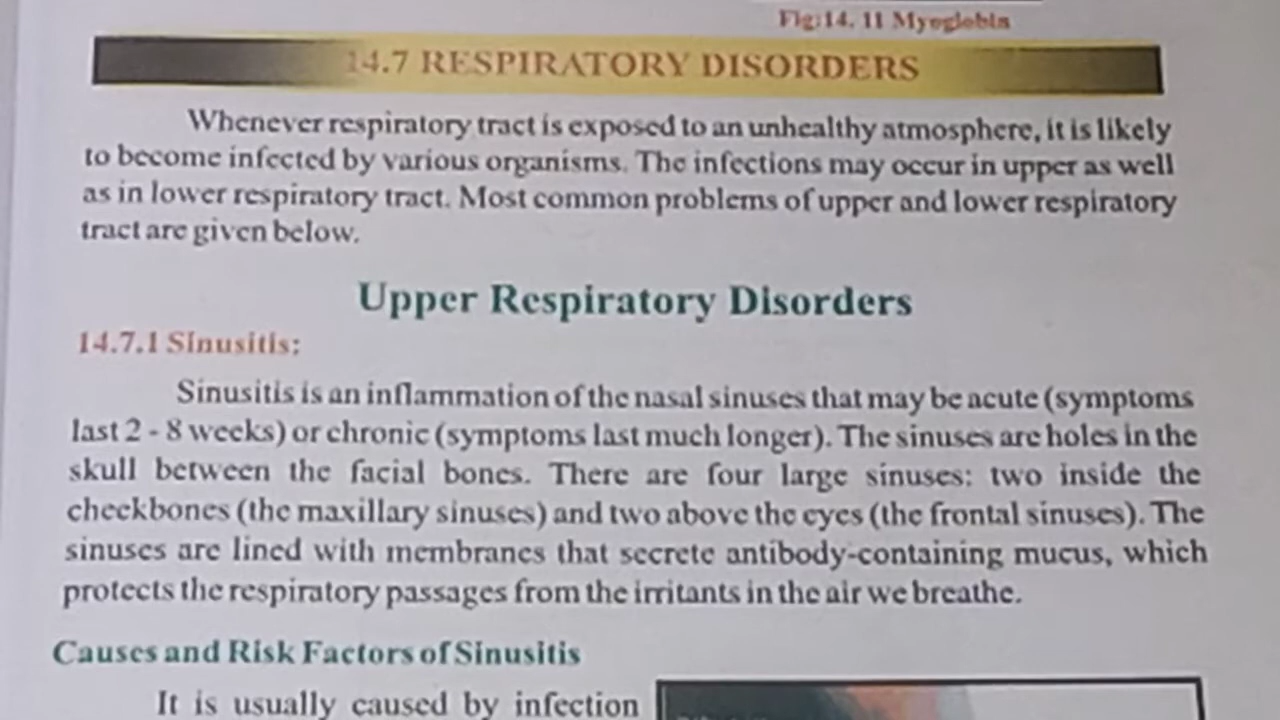 Fig:14. 11 Myoglobin
14.7 RESPIRATORY DISORDERS
Whenever respiratory tract is exposed to an unhealthy atmosphere, it is likely
to become infected by various organisms. The infections may occur in upper as well
as in lower respiratory tract. Most common problems of upper and lower respiratory
tract are given below.
Upper Respiratory Disorders
14.7.1 Sinusitis:
Sinusitis is an inflammation of the nasal sinuses that may be acute (symptoms
last 2 - 8 weeks) or chronic (symptoms last much longer). The sinuses are holes in the
skull between the facial bones. There are four large sinuses: two inside the
cheekbones (the maxillary sinuses) and two above the eyes (the frontal sinuses). The
sinuses are lined with membranes that secrete antibody-containing mucus, which
protects the respiratory passages from the irritants in the air we breathe.
Causes and Risk Factors of Sinusitis
It is usually caused by infection